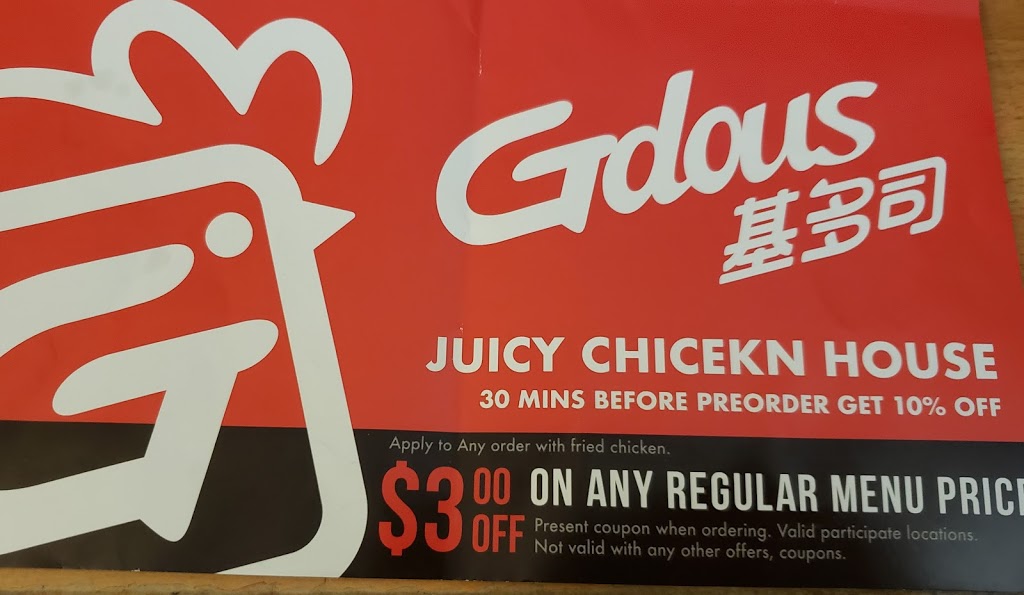 Gdous
基多司
JUICY CHICEKN HOUSE
30 MINS BEFORE PREORDER GET 10% OFF
Apply to Any order with fried chicken.
$3 00 OFF ON ANY REGULAR MENU PRICE
Present coupon when ordering. Valid participate locations.
Not valid with any other offers, coupons.